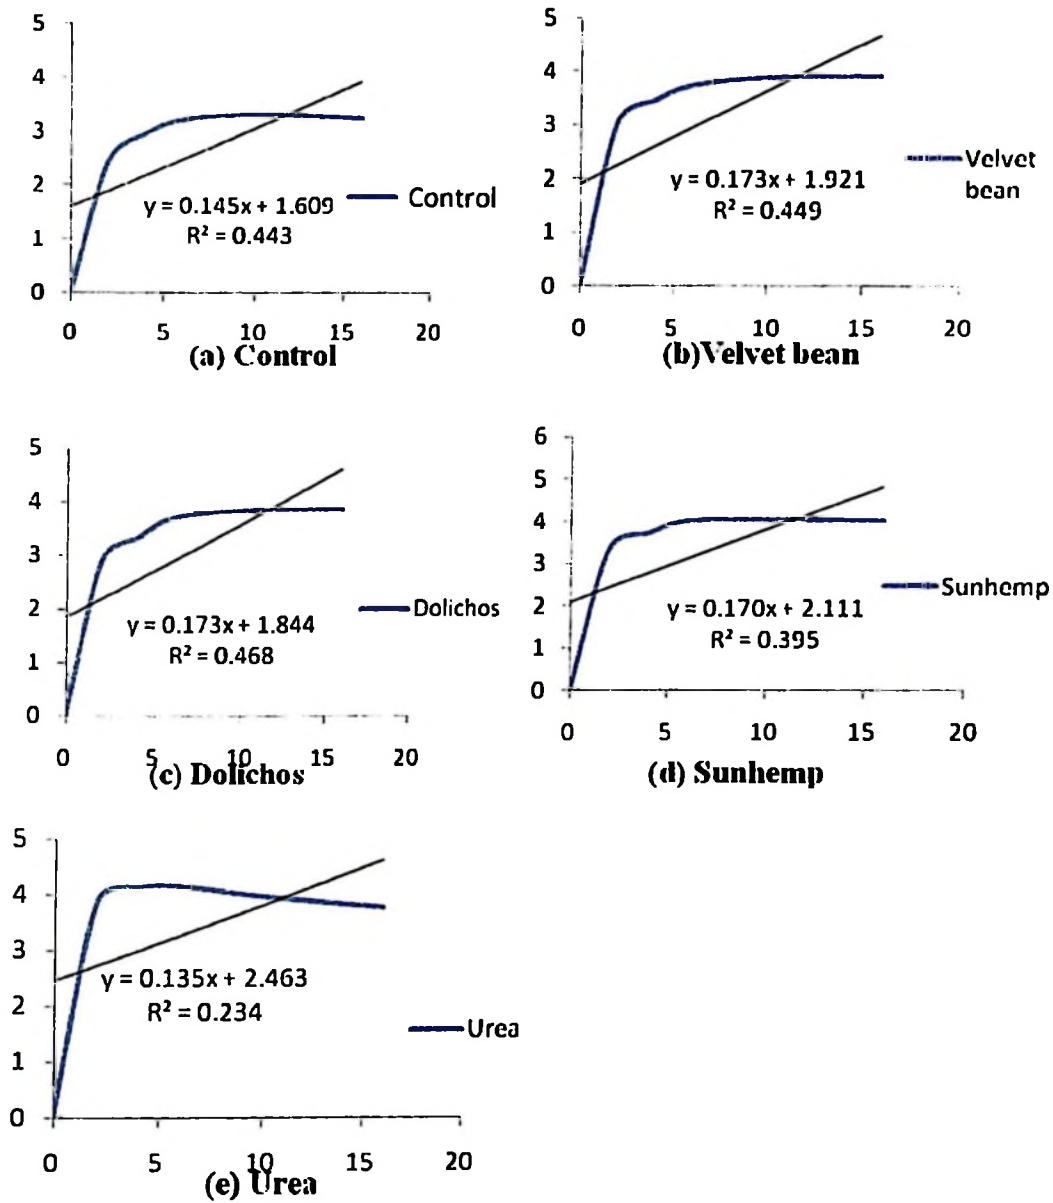 5
4
3
2
1
0
0 5 10 15 20
y = 0.145x + 1.609
R² = 0.443
Control
(a) Control
5
4
3
2
1
0
0 5 10 15 20
y = 0.173x + 1.921
R² = 0.449
Velvet
bean
(b)Velvet bean
5
4
3
2
1
0
0 5 10 15 20
y = 0.173x + 1.844
R² = 0.468
Dolichos
(c) Dolichos
6
5
4
3
2
1
0
0 5 10 15 20
y = 0.170x + 2.111
R² = 0.395
Sunhemp
(d) Sunhemp
5
4
3
2
1
0
0 5 10 15 20
y = 0.135x + 2.463
R² = 0.234
Urea
(e) Urea